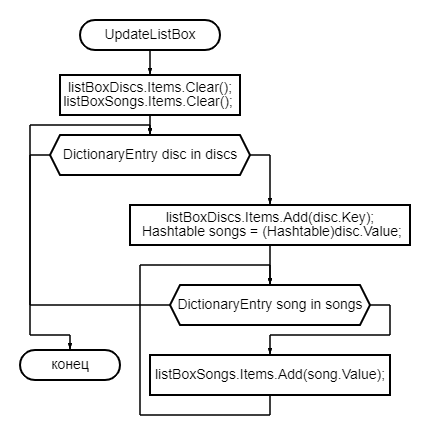 UpdateListBox
listBoxDiscs.Items.Clear();
listBoxSongs.Items.Clear();
DictionaryEntry disc in discs
listBoxDiscs.Items.Add(disc.Key);
Hashtable songs = (Hashtable)disc.Value;
DictionaryEntry song in songs
конец
listBoxSongs.Items.Add(song.Value);